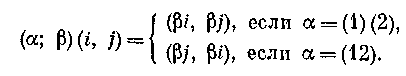 (α; β) (i, j) = { (βi, βj), если α = (1) (2),
(βj, βi), если α = (12).